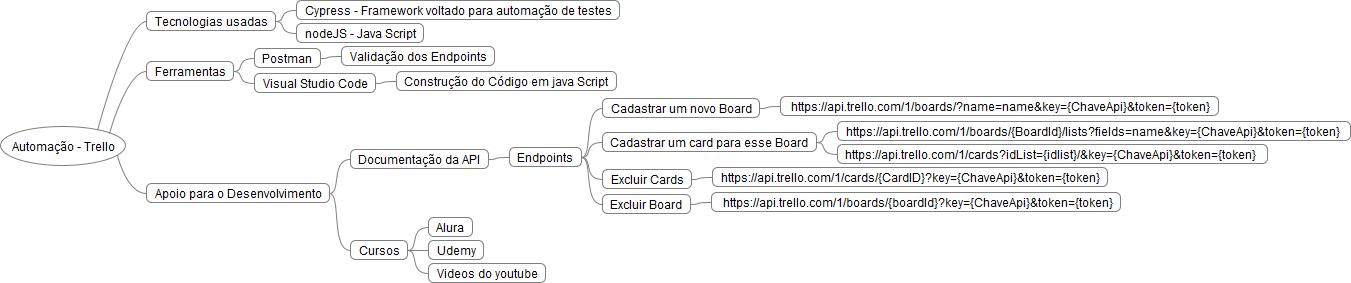 Automação - Trello
Tecnologias usadas
Cypress - Framework voltado para automação de testes
nodeJS - Java Script
Ferramentas
Postman
Validação dos Endpoints
Visual Studio Code
Construção do Código em java Script
Apoio para o Desenvolvimento
Documentação da API
Endpoints
Cadastrar um novo Board
https://api.trello.com/1/boards/?name=name&key={ChaveApi}&token={token}
Cadastrar um card para esse Board
https://api.trello.com/1/boards/{BoardId}/lists?fields=name&key={ChaveApi}&token={token}
https://api.trello.com/1/cards?idList={idlist}/&key={ChaveApi}&token={token}
Excluir Cards
https://api.trello.com/1/cards/{CardID}?key={ChaveApi}&token={token}
Excluir Board
https://api.trello.com/1/boards/{boardId}?key={ChaveApi}&token={token}
Cursos
Alura
Udemy
Videos do youtube